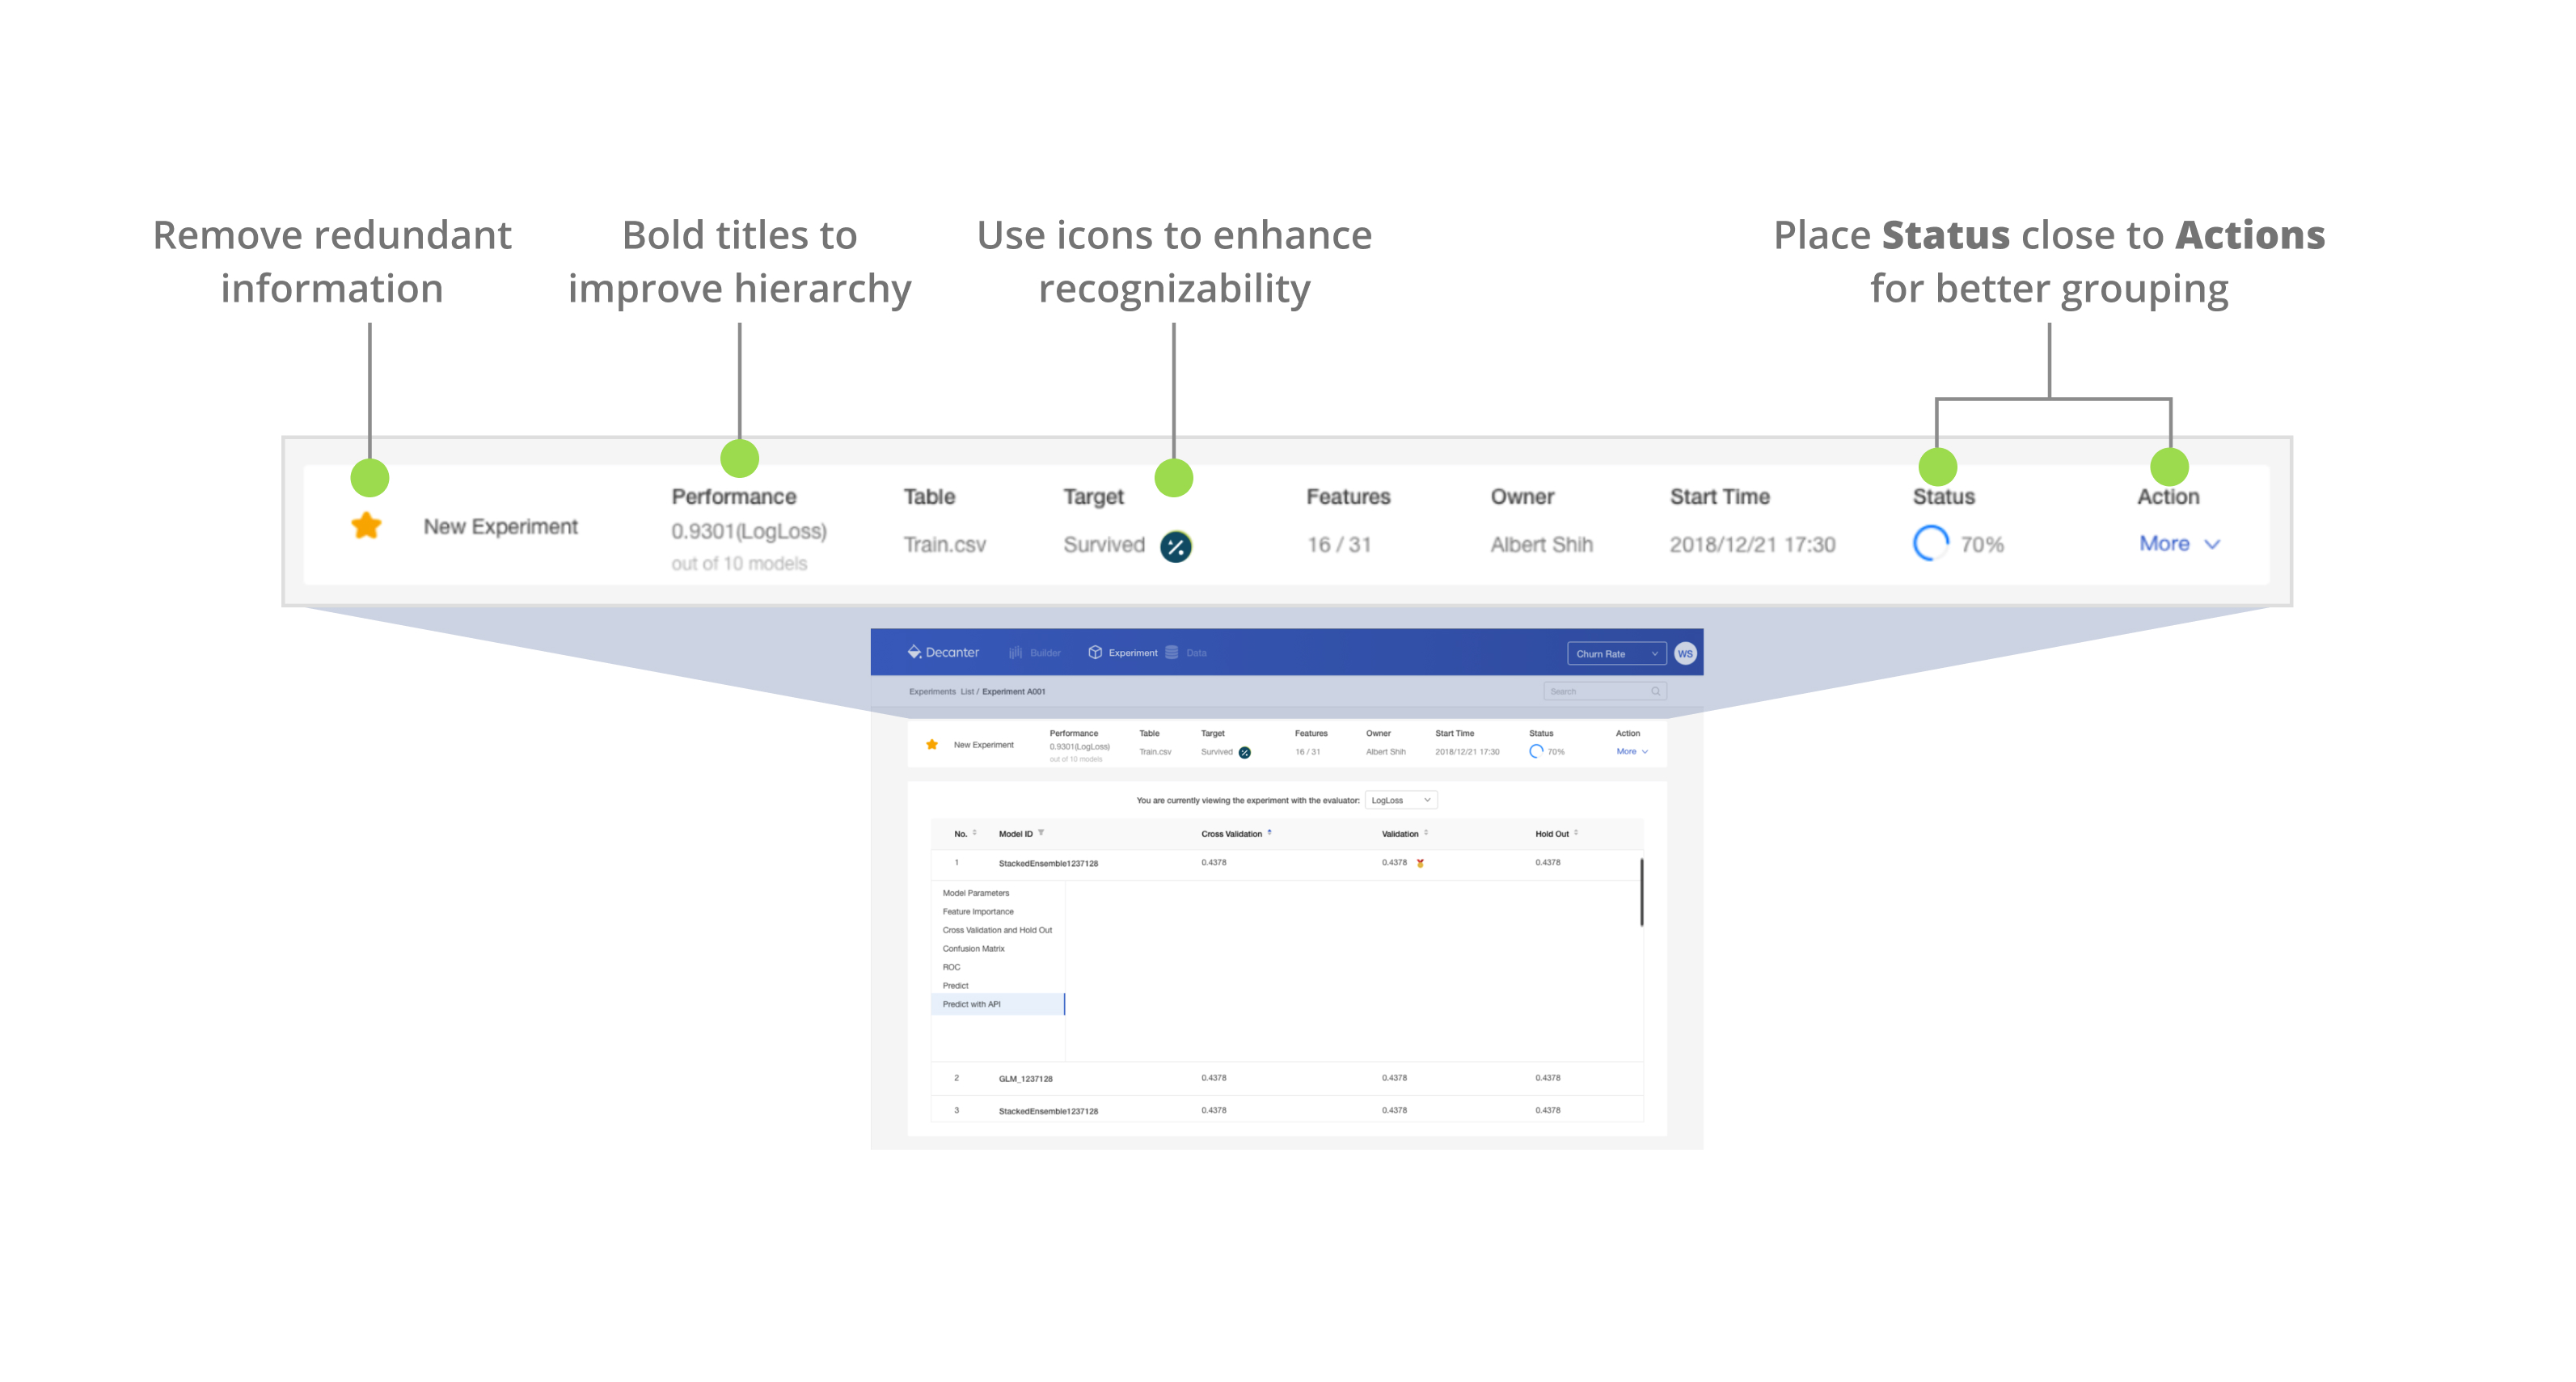 Remove redundant
information
Bold titles to
improve hierarchy
Use icons to enhance
recognizability
Place Status close to Actions
for better grouping
New Experiment
Performance
0.9301(LogLoss)
out of 10 models
Table
Train.csv
Target
Survived
Features
16 / 31
Owner
Albert Shih
Start Time
2018/12/21 17:30
Status
70%
Action
More
Decanter
Builder
Experiment
Data
Churn Rate
WS
Experiments List / Experiment A001
Search
New Experiment
Performance
0.9301(LogLoss)
out of 10 models
Table
Train.csv
Target
Survived
Features
16 / 31
Owner
Albert Shih
Start Time
2018/12/21 17:30
Status
70%
Action
More
You are currently viewing the experiment with the evaluator: LogLoss
No. Model ID Cross Validation Validation Hold Out
1 StackedEnsemble1237128 0.4378 0.4378 0.4378
Model Parameters
Feature Importance
Cross Validation and Hold Out
Confusion Matrix
ROC
Predict
Predict with API
2 GLM_1237128 0.4378 0.4378 0.4378
3 StackedEnsemble1237128 0.4378 0.4378 0.4378